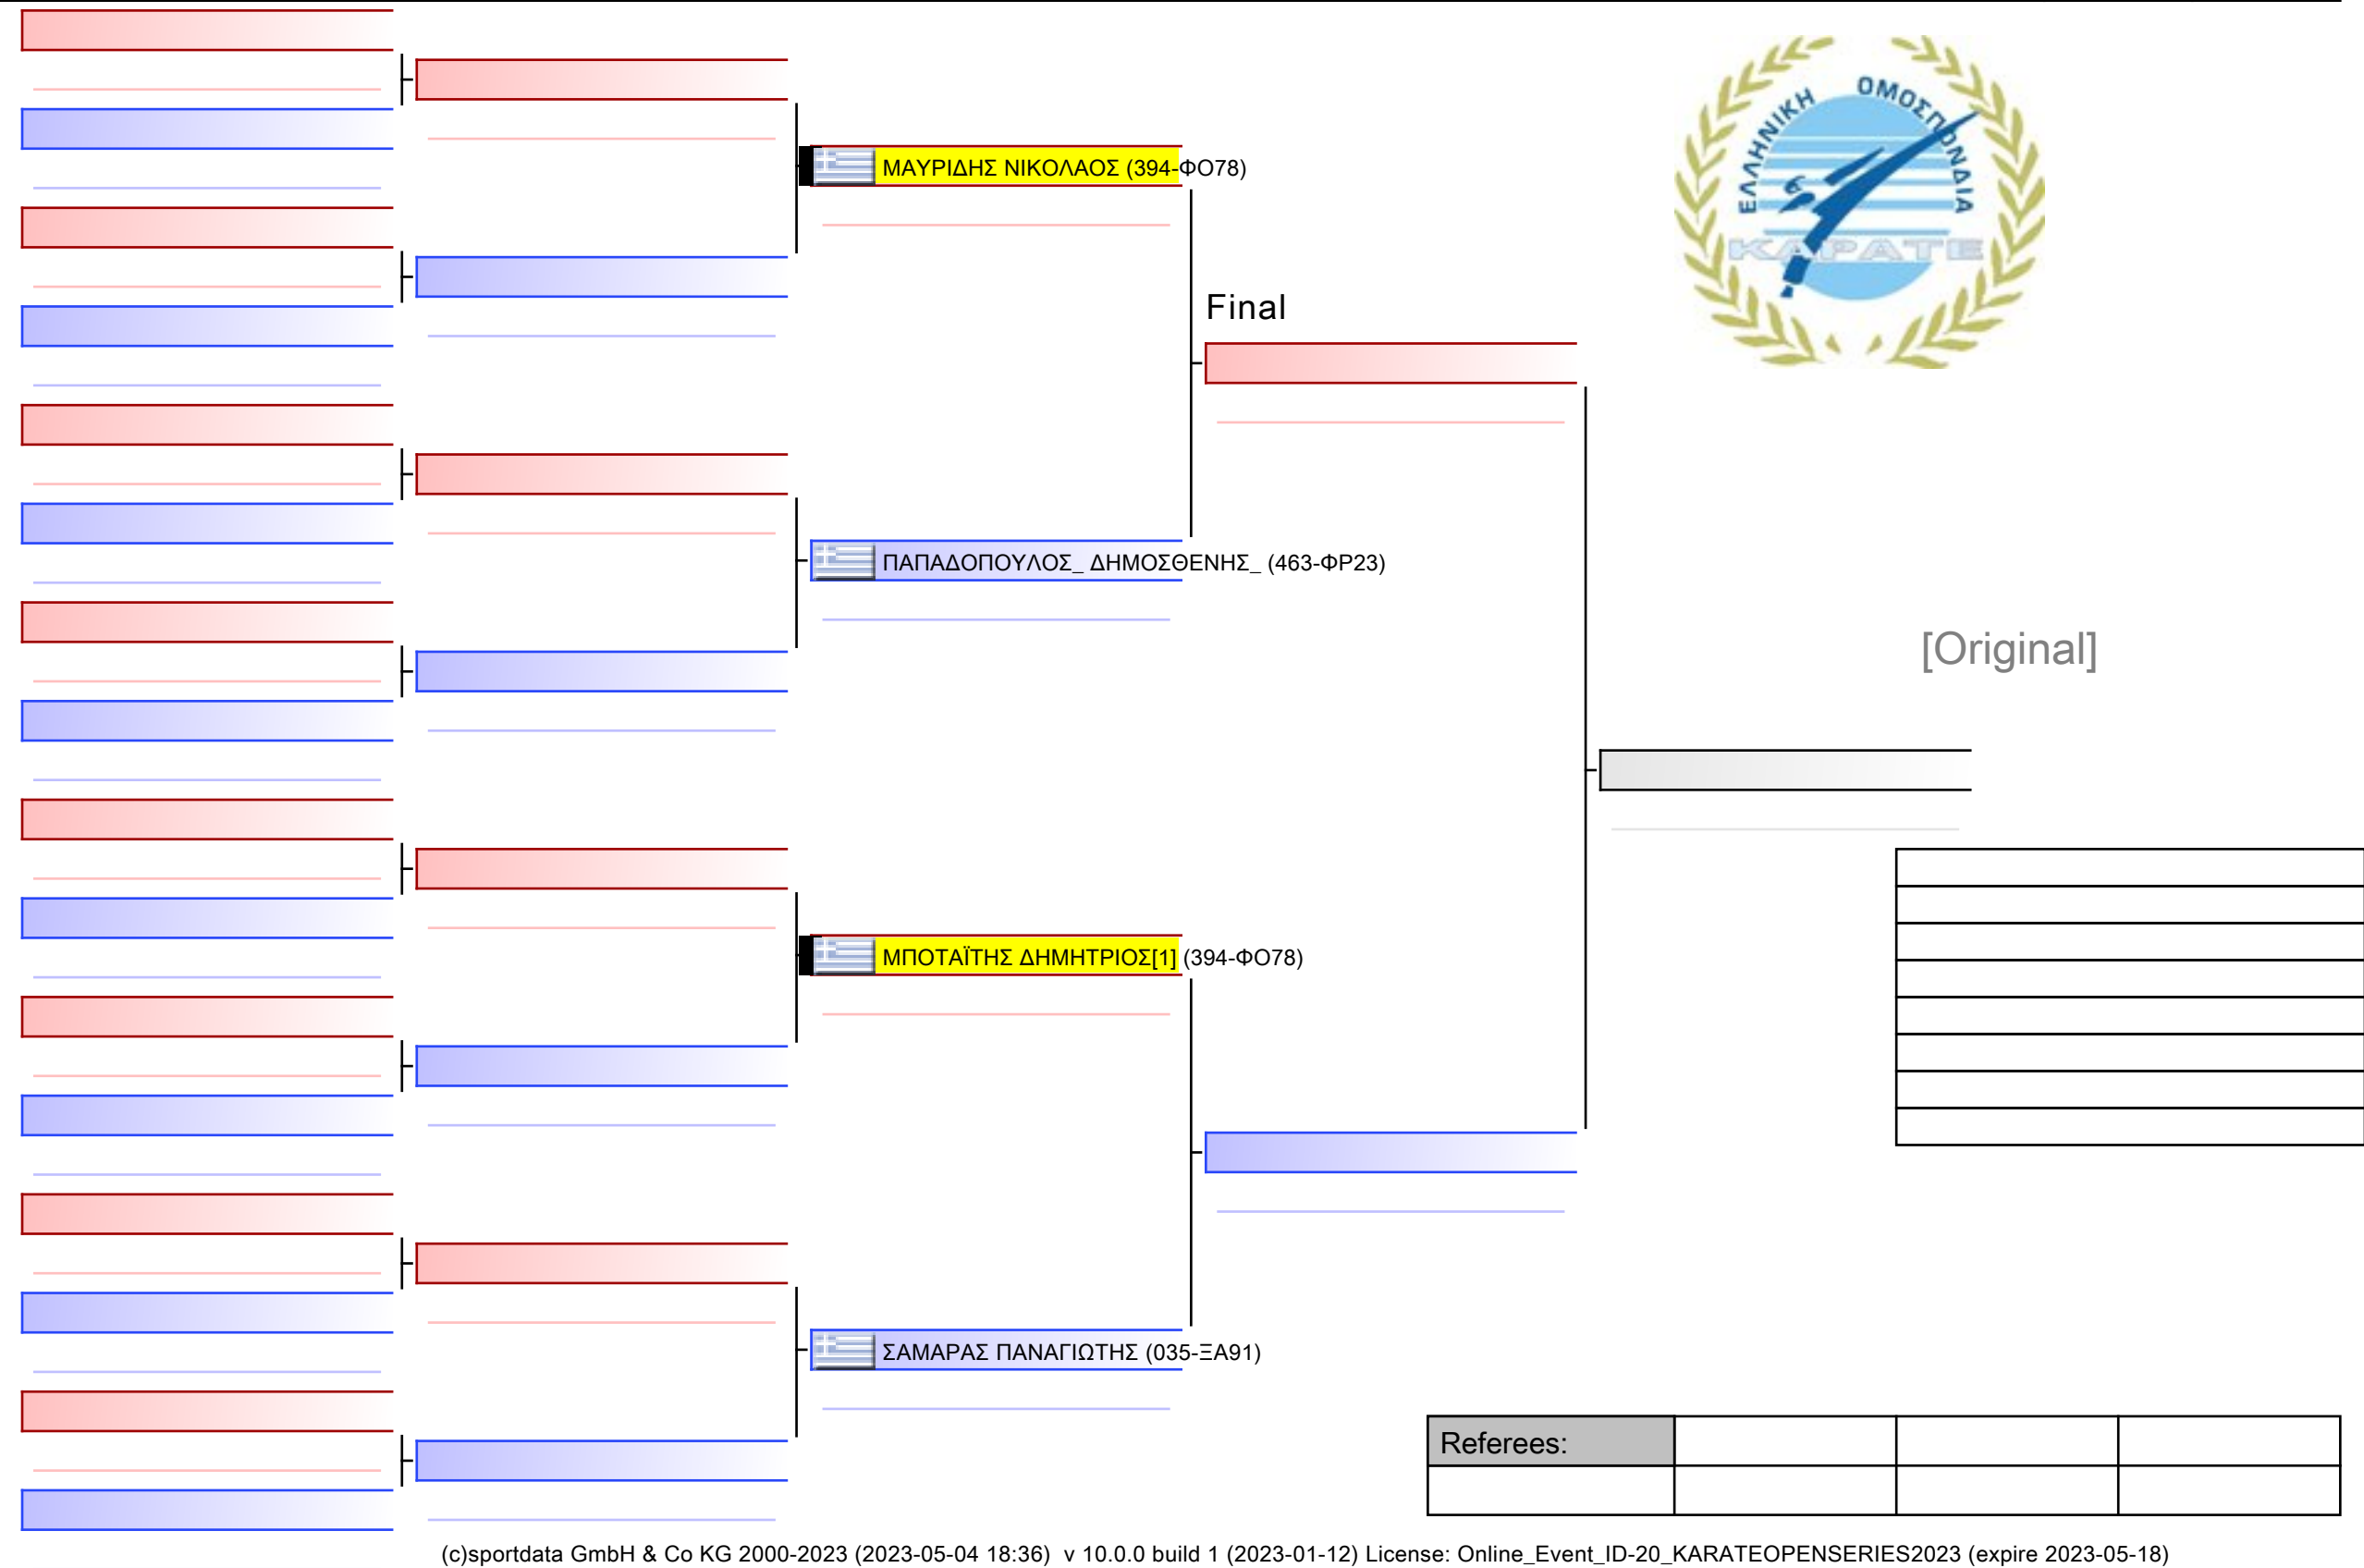 ΕΛΛΗΝΙΚΗ ΟΜΟΣΠΟΝΔΙΑ
ΚΑΡΑΤΕ
ΜΑΥΡΙΔΗΣ ΝΙΚΟΛΑΟΣ (394-ΦΟ78)
Final
ΠΑΠΑΔΟΠΟΥΛΟΣ_ ΔΗΜΟΣΘΕΝΗΣ_ (463-ΦΡ23)
[Original]
ΜΠΟΤΑΪΤΗΣ ΔΗΜΗΤΡΙΟΣ[1] (394-ΦΟ78)
ΣΑΜΑΡΑΣ ΠΑΝΑΓΙΩΤΗΣ (035-ΞΑ91)
Referees:
(c)sportdata GmbH & Co KG 2000-2023 (2023-05-04 18:36)  v 10.0.0 build 1 (2023-01-12) License: Online_Event_ID-20_KARATEOPENSERIES2023 (expire 2023-05-18)